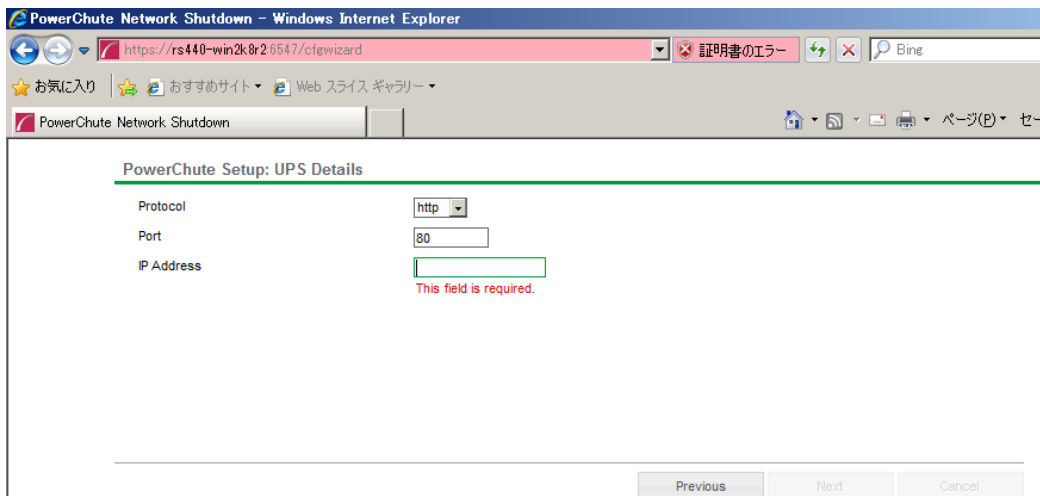 PowerChute Network Shutdown - Windows Internet Explorer
https://rs440-win2k8r2:6547/cfgwizard 証明書のエラー Bing
お気に入り おすすめサイト Web スライス ギャラリー
PowerChute Network Shutdown ページ(P) セー
PowerChute Setup: UPS Details
Protocol http
Port 80
IP Address
This field is required.
Previous Next Cancel